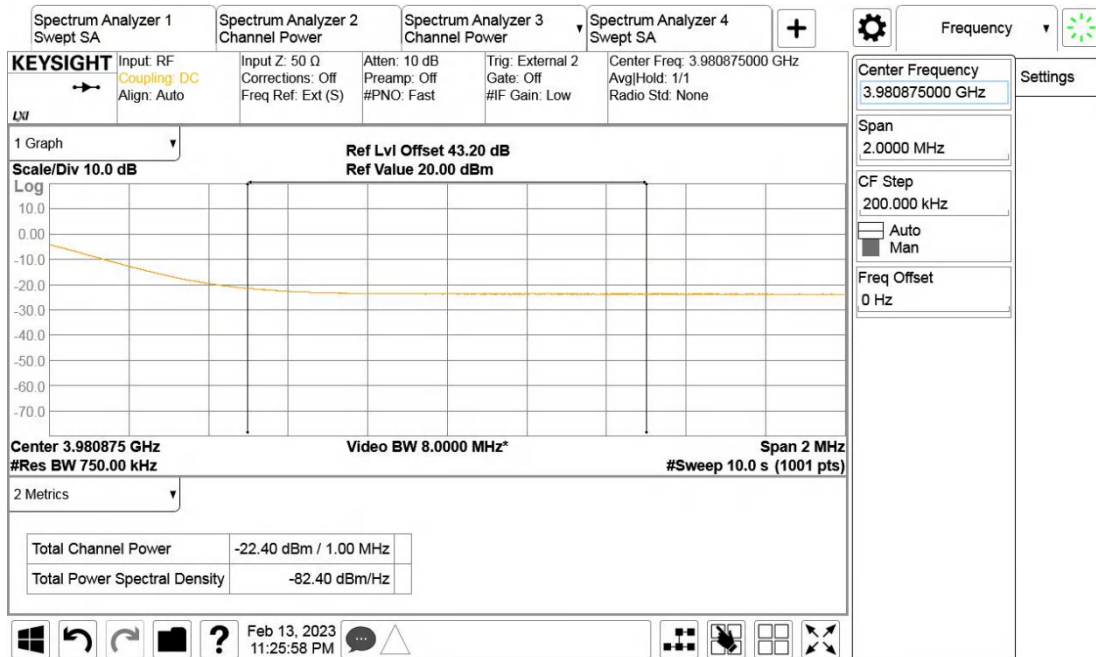 Spectrum Analyzer 1
Swept SA
Spectrum Analyzer 2
Channel Power
Spectrum Analyzer 3
Channel Power
Spectrum Analyzer 4
Swept SA
+
Frequency
KEYSIGHT
LXI
Input: RF
Coupling: DC
Align: Auto
Input Z: 50 Ω
Corrections: Off
Freq Ref: Ext (S)
Atten: 10 dB
Preamp: Off
#PNO: Fast
Trig: External 2
Gate: Off
#IF Gain: Low
Center Freq: 3.980875000 GHz
Avg|Hold: 1/1
Radio Std: None
Center Frequency
3.980875000 GHz
Settings
Span
2.0000 MHz
CF Step
200.000 kHz
Auto
Man
Freq Offset
0 Hz
1 Graph
Scale/Div 10.0 dB
Ref Lvl Offset 43.20 dB
Ref Value 20.00 dBm
Log
10.0
0.00
-10.0
-20.0
-30.0
-40.0
-50.0
-60.0
-70.0
Center 3.980875 GHz
#Res BW 750.00 kHz
Video BW 8.0000 MHz*
Span 2 MHz
#Sweep 10.0 s (1001 pts)
2 Metrics
Total Channel Power -22.40 dBm / 1.00 MHz
Total Power Spectral Density -82.40 dBm/Hz
?
Feb 13, 2023
11:25:58 PM